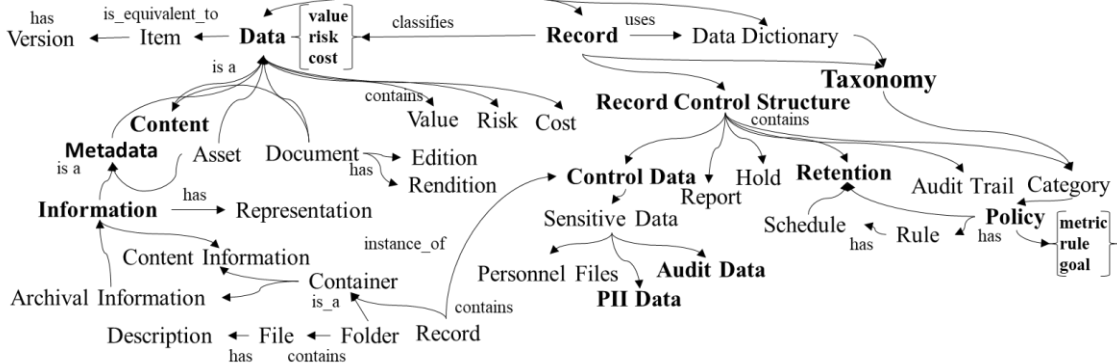 has
is_equivalent_to
classifies
uses
Version
Item
Data
value
risk
cost
Record
Data Dictionary
is a
Taxonomy
contains
Record Control Structure
contains
Value
Risk
Cost
Content
Metadata
Asset
Document
Edition
has
Rendition
is a
Control Data
Report
Hold
Retention
Audit Trail
Category
Information
has
Representation
Sensitive Data
Schedule
has
Rule
Policy
has
metric
rule
goal
instance_of
Content Information
Container
Personnel Files
Audit Data
PII Data
Archival Information
is_a
contains
Description
has
File
contains
Folder
Record